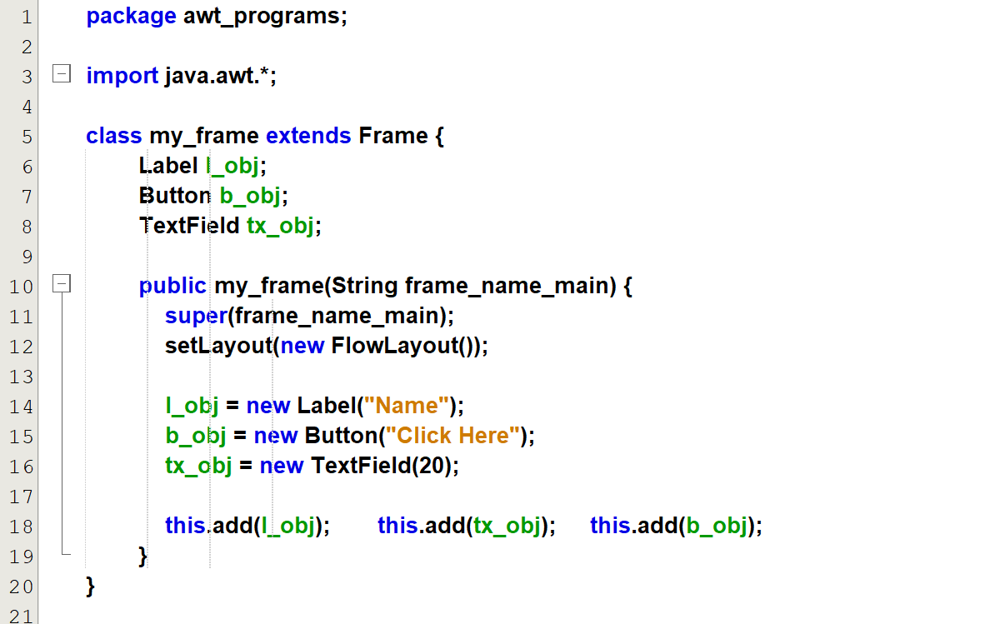 1 package awt_programs;
2
3 import java.awt.*;
4
5 class my_frame extends Frame {
6 Label l_obj;
7 Button b_obj;
8 TextField tx_obj;
9
10 public my_frame(String frame_name_main) {
11 super(frame_name_main);
12 setLayout(new FlowLayout());
13
14 l_obj = new Label("Name");
15 b_obj = new Button("Click Here");
16 tx_obj = new TextField(20);
17
18 this.add(l_obj); this.add(tx_obj); this.add(b_obj);
19 }
20 }
21